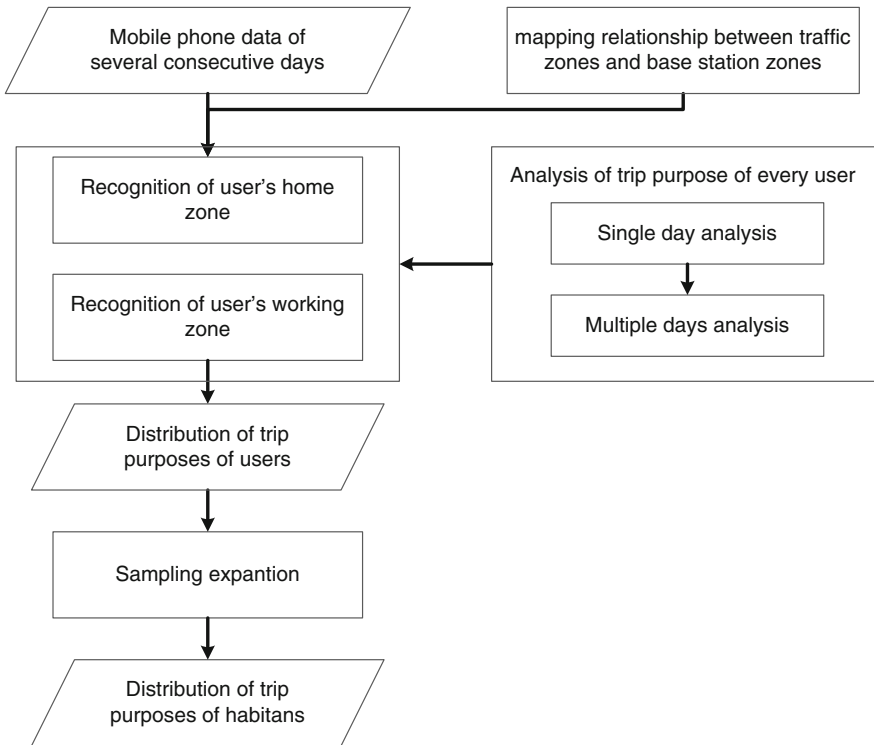 Mobile phone data of
several consecutive days
mapping relationship between traffic
zones and base station zones
Recognition of user's home
zone
Recognition of user's working
zone
Analysis of trip purpose of every user
Single day analysis
Multiple days analysis
Distribution of trip
purposes of users
Sampling expantion
Distribution of trip
purposes of habitans